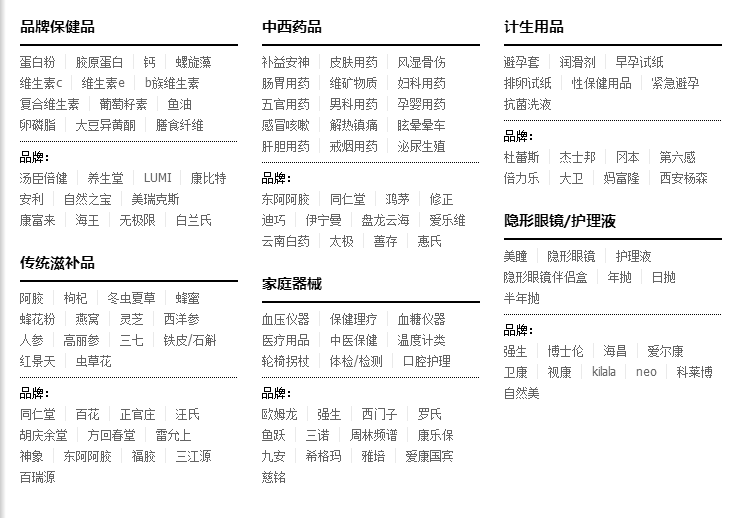 品牌保健品
蛋白粉 胶原蛋白 钙 螺旋藻
维生素c 维生素e b族维生素
复合维生素 葡萄籽素 鱼油
卵磷脂 大豆异黄酮 膳食纤维
品牌:
汤臣倍健 养生堂 LUMI 康比特
安利 自然之宝 美瑞克斯
康富来 海王 无极限 白兰氏
传统滋补品
阿胶 枸杞 冬虫夏草 蜂蜜
蜂花粉 燕窝 灵芝 西洋参
人参 高丽参 三七 铁皮/石斛
红景天 虫草花
品牌:
同仁堂 百花 正官庄 汪氏
胡庆余堂 方回春堂 雷允上
神象 东阿阿胶 福胶 三江源
百瑞源
中西药品
补益安神 皮肤用药 风湿骨伤
肠胃用药 维矿物质 妇科用药
五官用药 男科用药 孕婴用药
感冒咳嗽 解热镇痛 眩晕晕车
肝胆用药 戒烟用药 泌尿生殖
品牌:
东阿阿胶 同仁堂 鸿茅 修正
迪巧 伊宁曼 盘龙云海 爱乐维
云南白药 太极 善存 惠氏
家庭器械
血压仪器 保健理疗 血糖仪器
医疗用品 中医保健 温度计类
轮椅拐杖 体检/检测 口腔护理
品牌:
欧姆龙 强生 西门子 罗氏
鱼跃 三诺 周林频谱 康乐保
九安 希格玛 雅培 爱康国宾
慈铭
计生用品
避孕套 润滑剂 早孕试纸
排卵试纸 性保健用品 紧急避孕
抗菌洗液
品牌:
杜蕾斯 杰士邦 冈本 第六感
倍力乐 大卫 妈富隆 西安杨森
隐形眼镜/护理液
美瞳 隐形眼镜 护理液
隐形眼镜伴侣盒 年抛 日抛
半年抛
品牌:
强生 博士伦 海昌 爱尔康
卫康 视康 kilala neo 科莱博
自然美